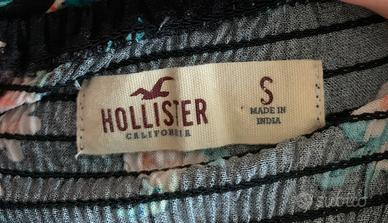 HOLLISTER
CALIFORNIA
S
MADE IN
INDIA
subito